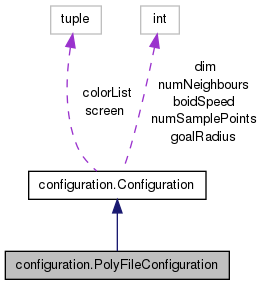 tuple
int
colorList
screen
dim
numNeighbours
boidSpeed
numSamplePoints
goalRadius
configuration.Configuration
configuration.PolyFileConfiguration